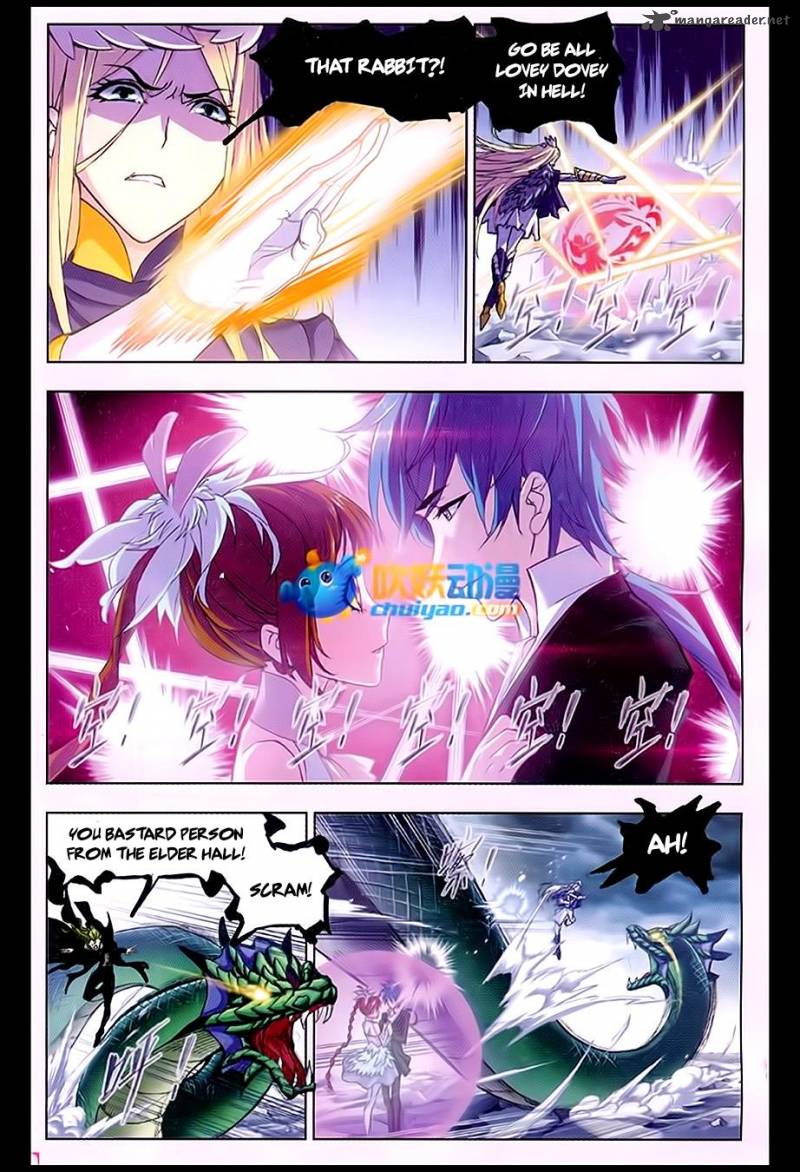 mangareader.net
THAT RABBIT?!
GO BE ALL
LOVEY DOVEY
IN HELL!
空! 空! 空!
吹妖动漫
chuiyao.com
空! 空! 空! 空! 空! 空!
YOU BASTARD PERSON
FROM THE ELDER HALL!
SCRAM!
呼!
AH!